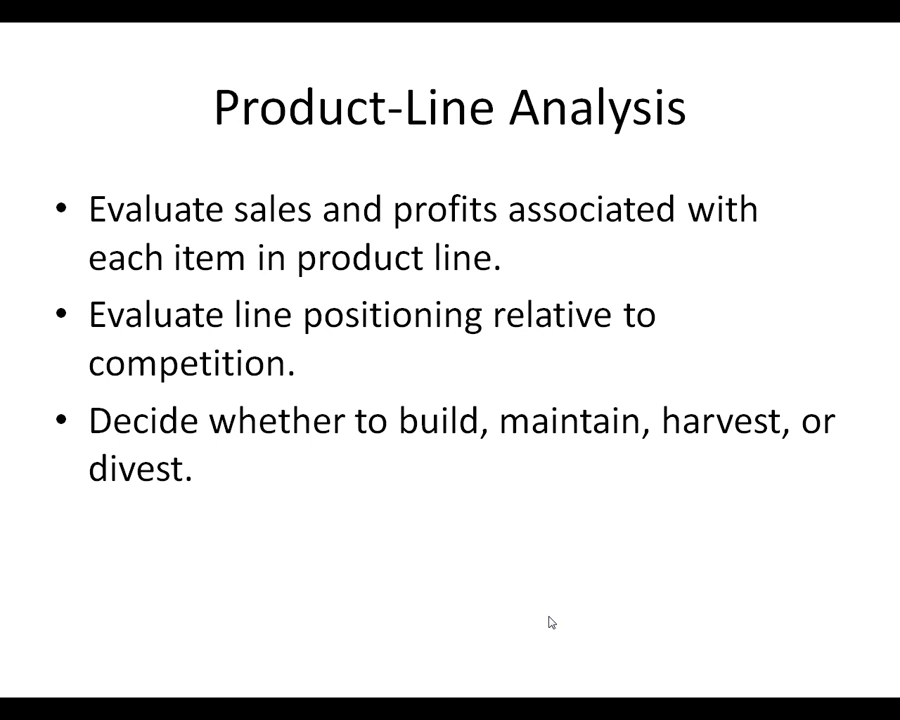 Product-Line Analysis
• Evaluate sales and profits associated with
each item in product line.
• Evaluate line positioning relative to
competition.
• Decide whether to build, maintain, harvest, or
divest.